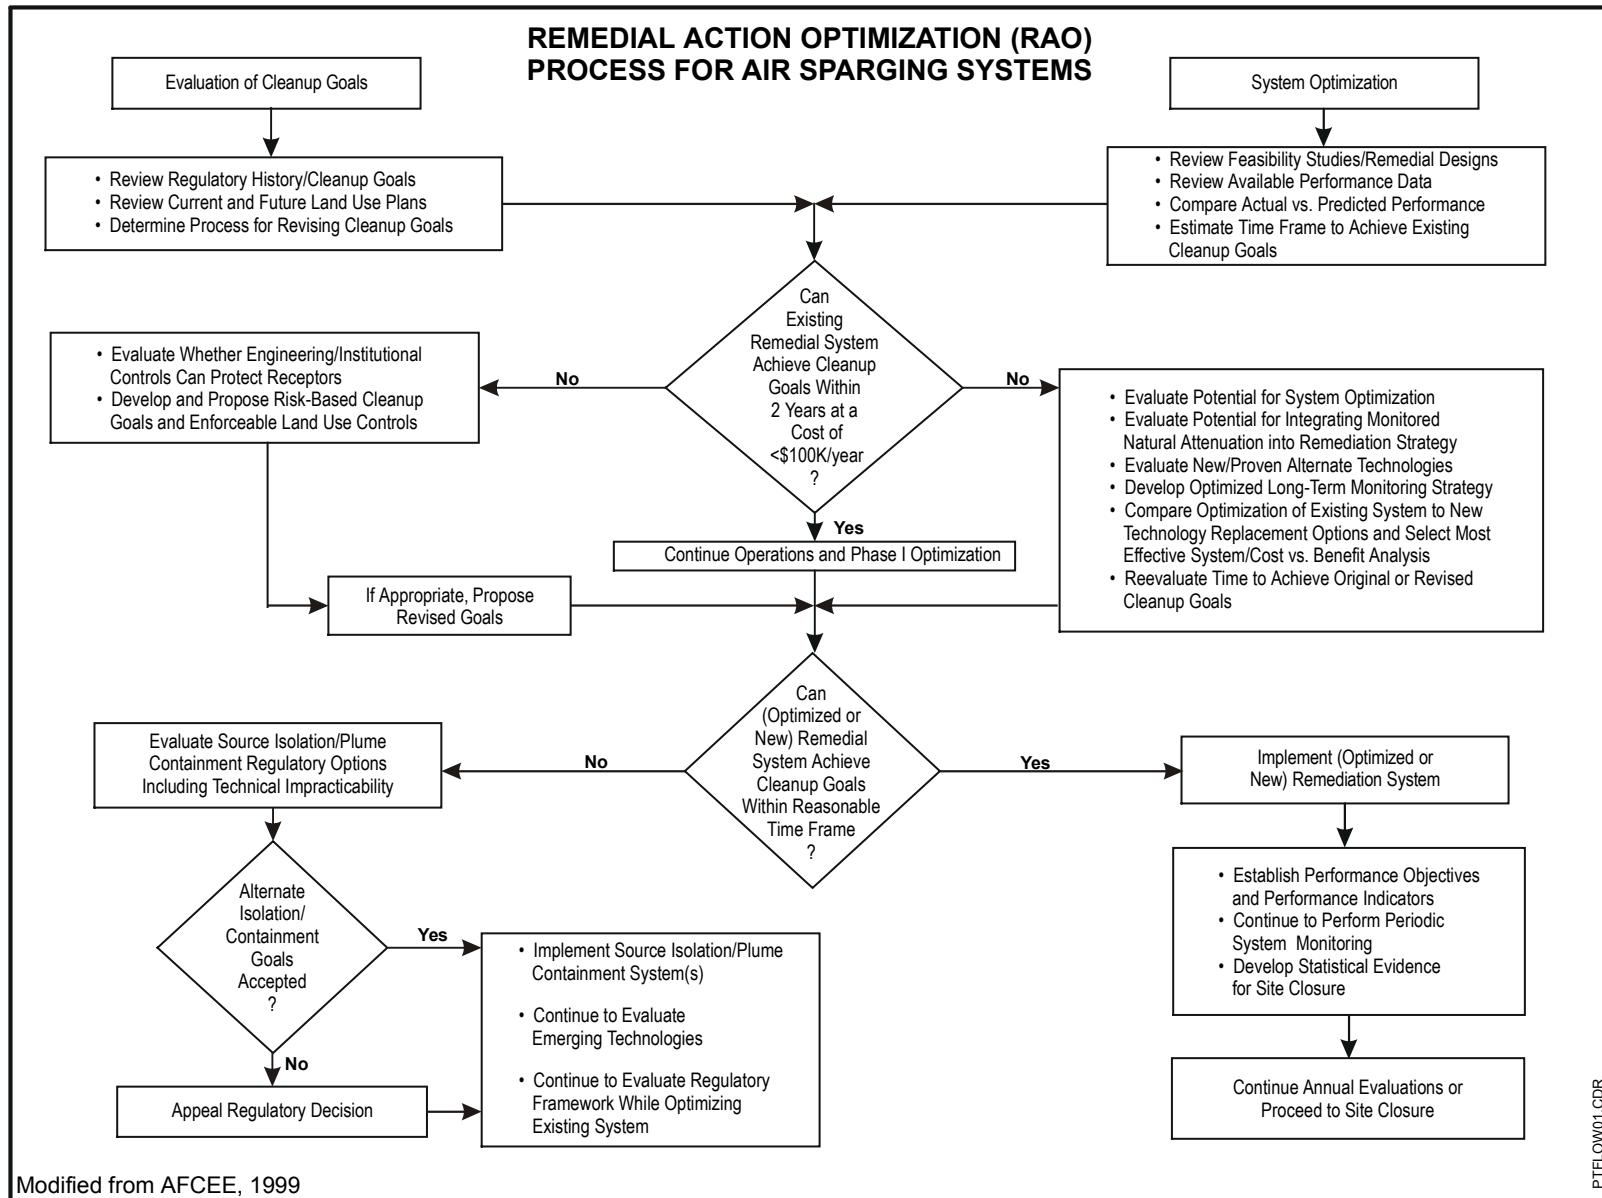 REMEDIAL ACTION OPTIMIZATION (RAO)
PROCESS FOR AIR SPARGING SYSTEMS
Evaluation of Cleanup Goals
System Optimization
• Review Regulatory History/Cleanup Goals
• Review Current and Future Land Use Plans
• Determine Process for Revising Cleanup Goals
• Review Feasibility Studies/Remedial Designs
• Review Available Performance Data
• Compare Actual vs. Predicted Performance
• Estimate Time Frame to Achieve Existing
Cleanup Goals
Can
Existing
Remedial System
Achieve Cleanup
Goals Within
2 Years at a
Cost of
<$100K/year
?
No
No
Yes
• Evaluate Whether Engineering/Institutional
Controls Can Protect Receptors
• Develop and Propose Risk-Based Cleanup
Goals and Enforceable Land Use Controls
• Evaluate Potential for System Optimization
• Evaluate Potential for Integrating Monitored
Natural Attenuation into Remediation Strategy
• Evaluate New/Proven Alternate Technologies
• Develop Optimized Long-Term Monitoring Strategy
• Compare Optimization of Existing System to New
Technology Replacement Options and Select Most
Effective System/Cost vs. Benefit Analysis
• Reevaluate Time to Achieve Original or Revised
Cleanup Goals
Continue Operations and Phase I Optimization
If Appropriate, Propose
Revised Goals
Can
(Optimized or
New) Remedial
System Achieve
Cleanup Goals
Within Reasonable
Time Frame
?
No
Yes
Evaluate Source Isolation/Plume
Containment Regulatory Options
Including Technical Impracticability
Implement (Optimized or
New) Remediation System
Alternate
Isolation/
Containment
Goals
Accepted
?
Yes
No
• Implement Source Isolation/Plume
Containment System(s)
• Continue to Evaluate
Emerging Technologies
• Continue to Evaluate Regulatory
Framework While Optimizing
Existing System
• Establish Performance Objectives
and Performance Indicators
• Continue to Perform Periodic
System Monitoring
• Develop Statistical Evidence
for Site Closure
Appeal Regulatory Decision
Continue Annual Evaluations or
Proceed to Site Closure
Modified from AFCEE, 1999
PTFLOW01.CDR